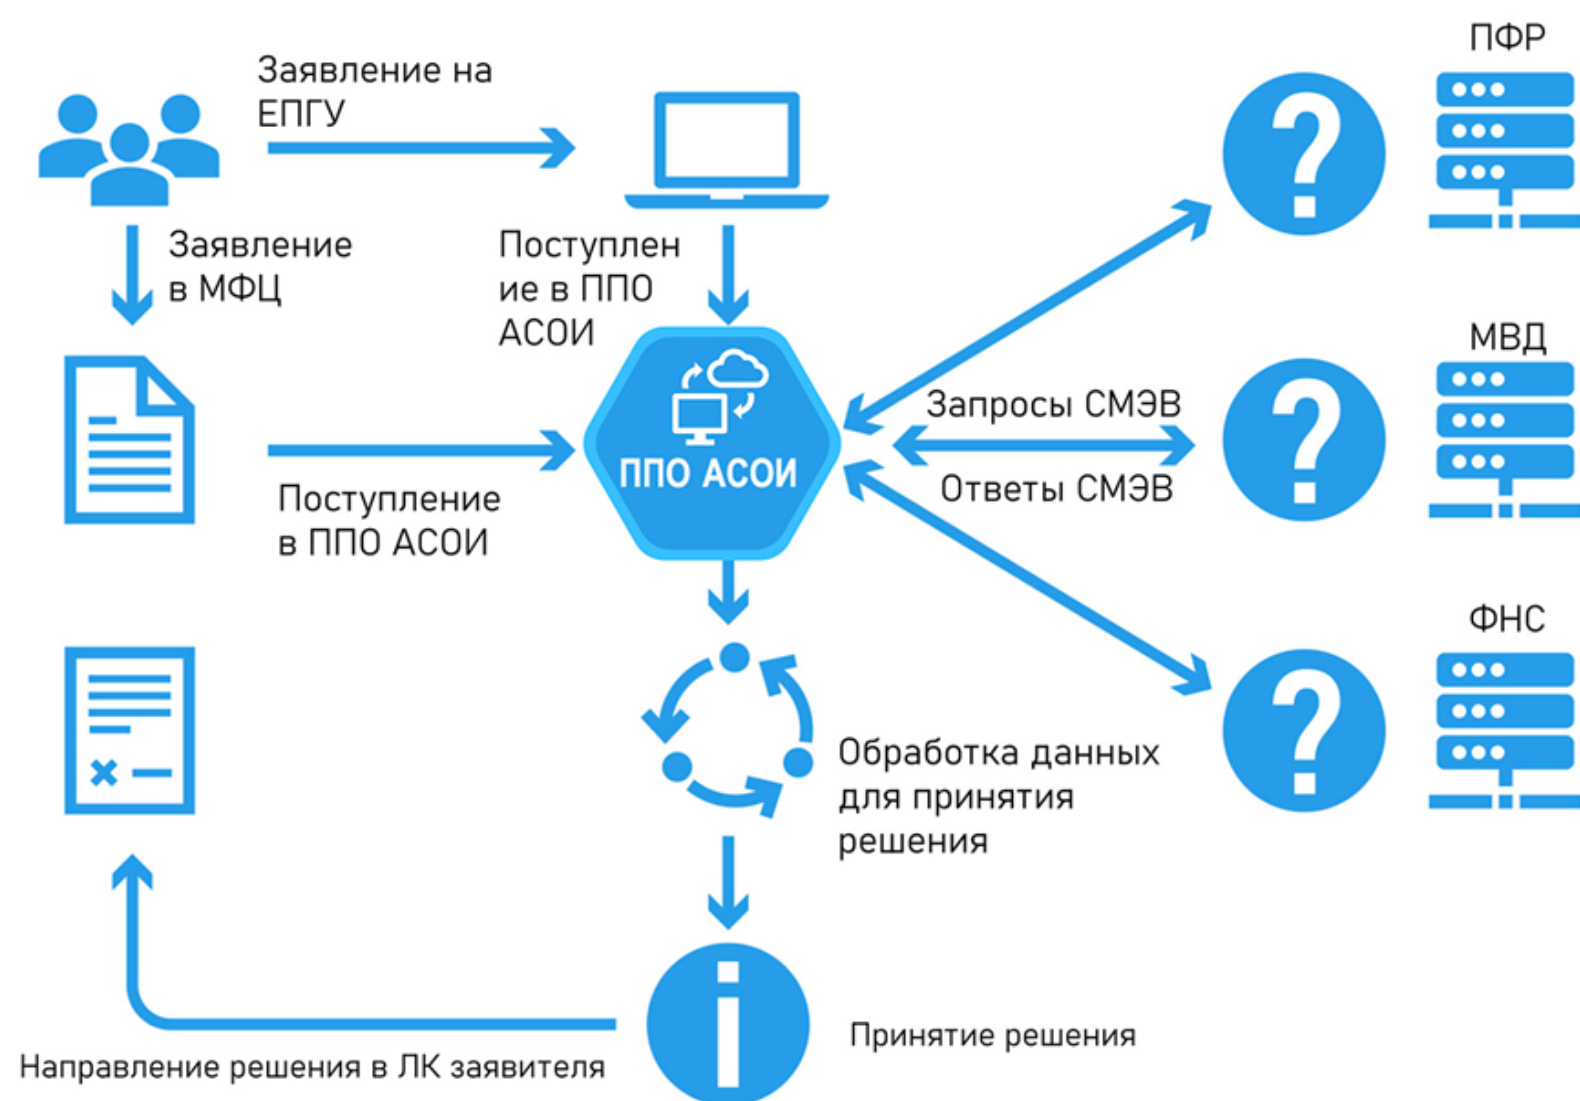 ПФР
Заявление на
ЕПГУ
Заявление
в МФЦ
Поступлен
ие в ППО
АСОИ
МВД
Запросы СМЭВ
ППО АСОИ
Ответы СМЭВ
Поступление
в ППО АСОИ
ФНС
Обработка данных
для принятия
решения
Принятие решения
Направление решения в ЛК заявителя